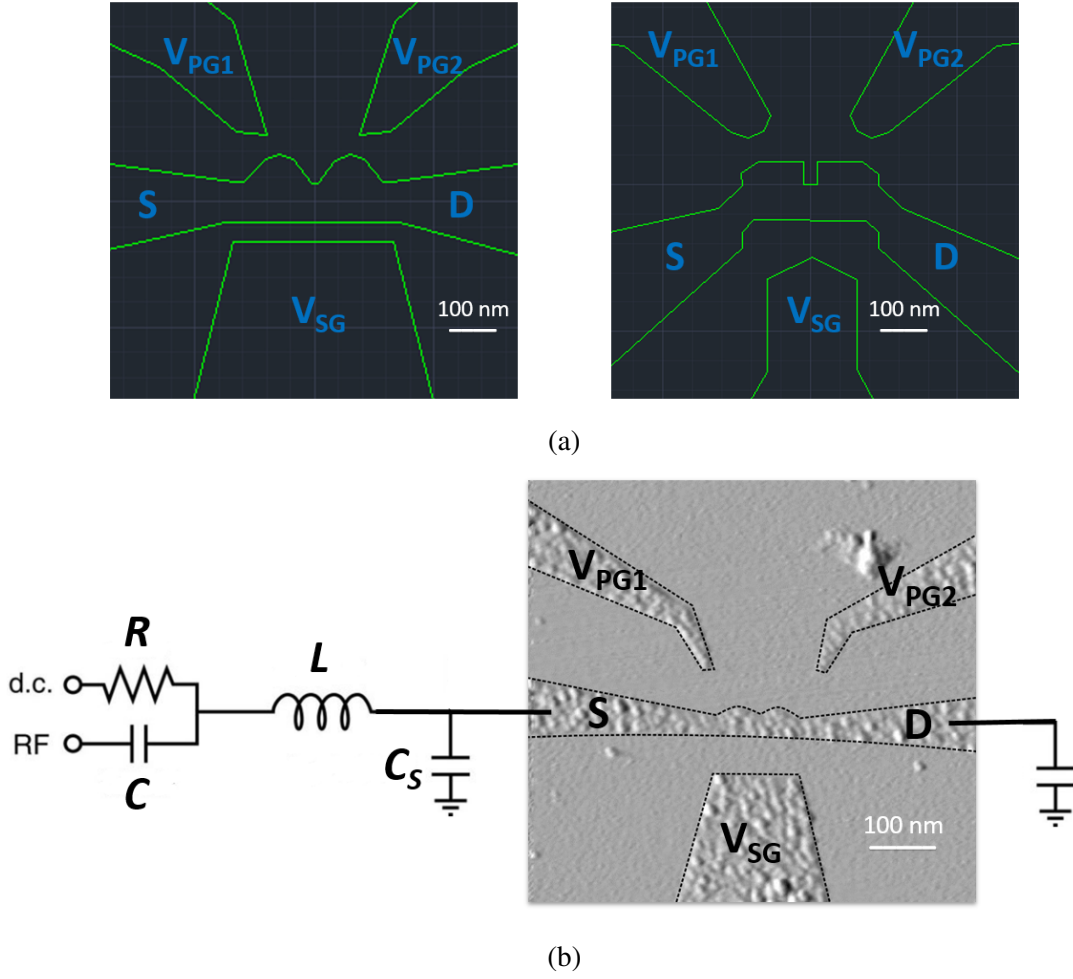 V_PG1 V_PG2 V_PG1 V_PG2
S D S D
V_SG V_SG
100 nm 100 nm
(a)
V_PG1 V_PG2
R L
d.c.
S D
RF
C C_S
V_SG
100 nm
(b)